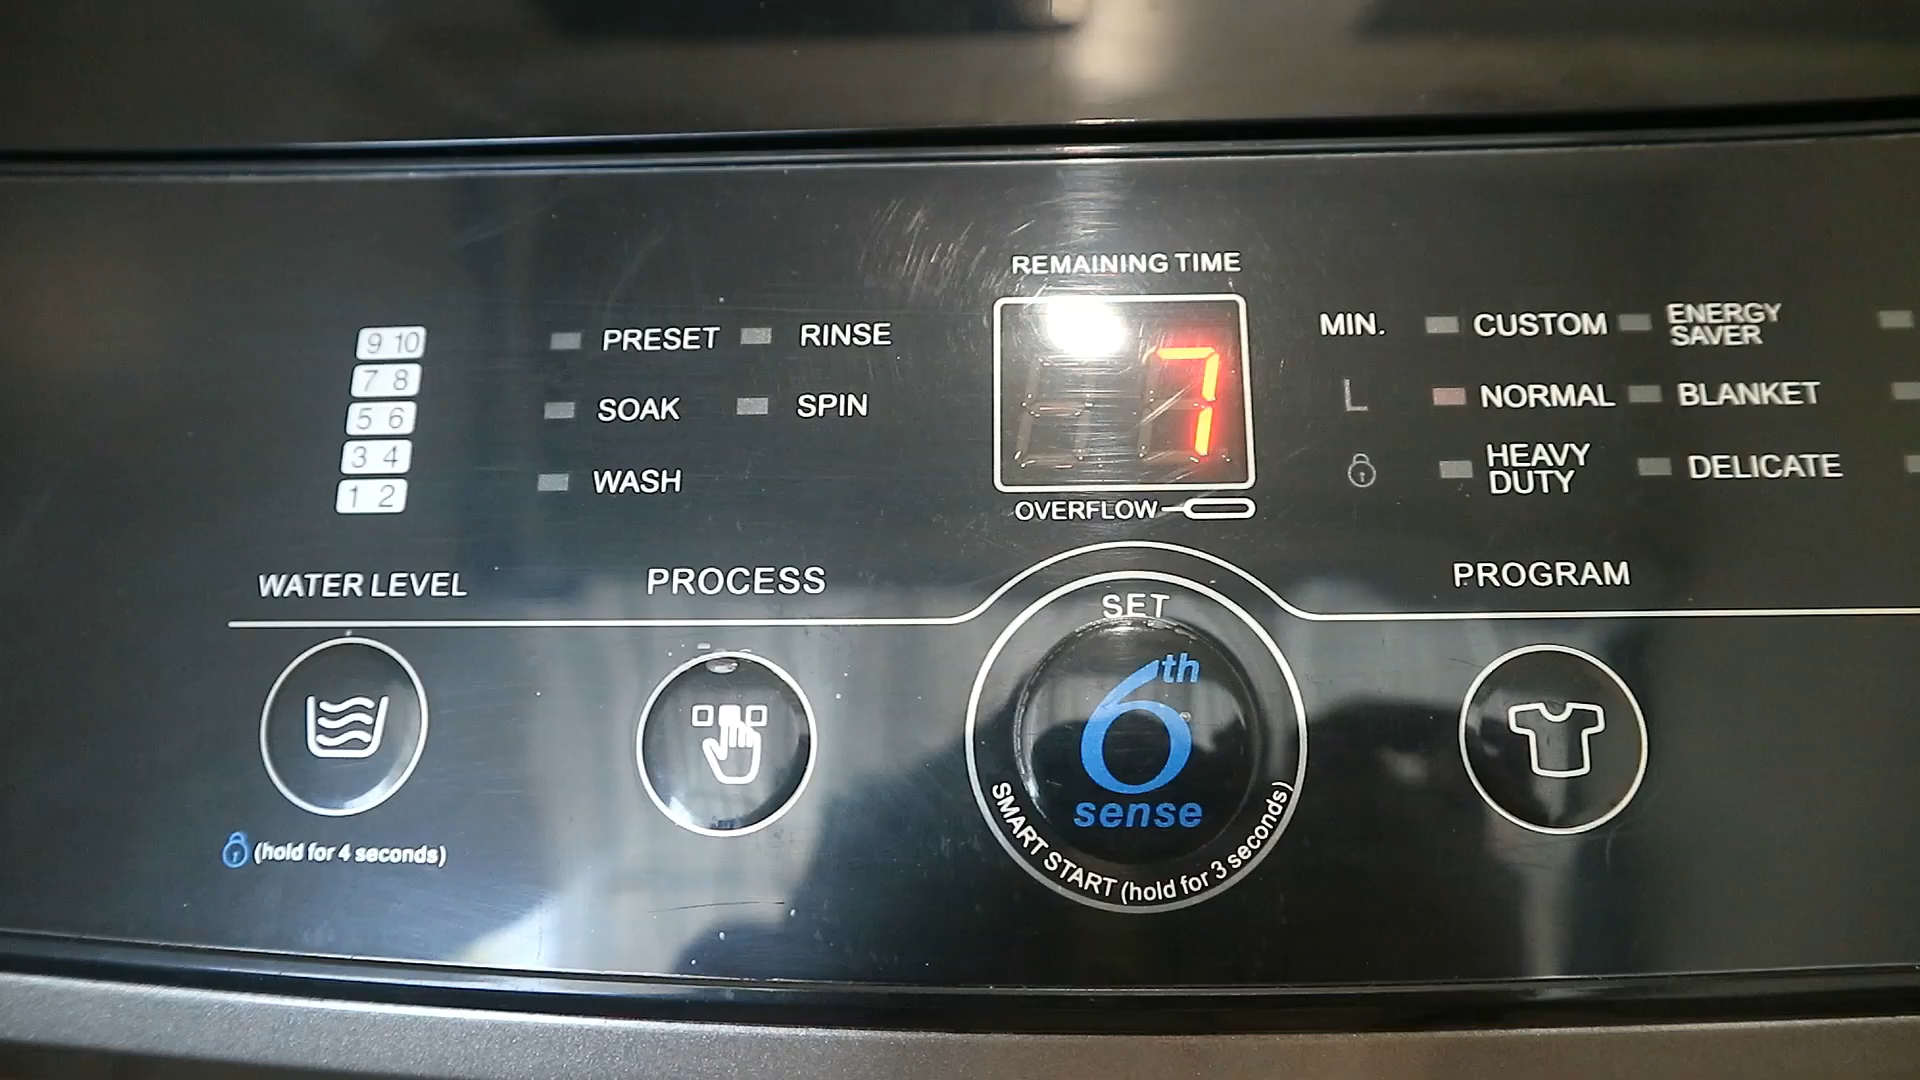 REMAINING TIME
9 10
7 8
5 6
3 4
1 2
PRESET
RINSE
SOAK
SPIN
WASH
7
OVERFLOW
MIN.
L
CUSTOM
ENERGY
SAVER
NORMAL
BLANKET
HEAVY
DUTY
DELICATE
WATER LEVEL
PROCESS
PROGRAM
(hold for 4 seconds)
SET
6th
sense
SMART START (hold for 3 seconds)